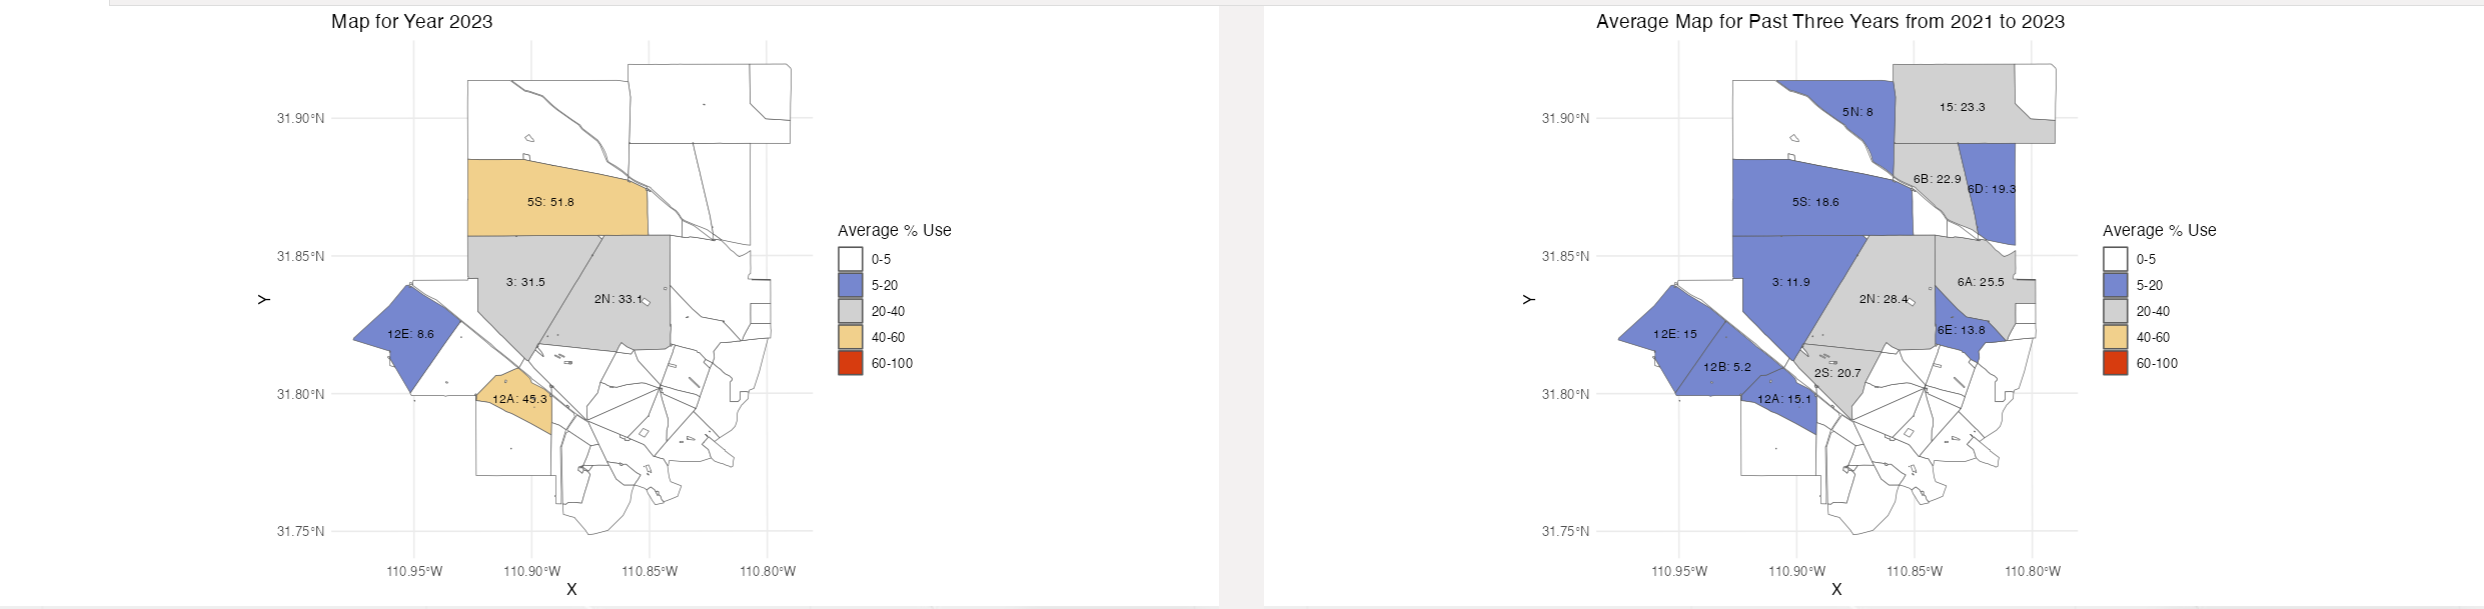 Map for Year 2023
31.90°N
31.85°N
31.80°N
31.75°N
Y
5S: 51.8
3: 31.5
2N: 33.1
12E: 8.6
12A: 45.3
110.95°W 110.90°W 110.85°W 110.80°W
X
Average % Use
0-5
5-20
20-40
40-60
60-100
Average Map for Past Three Years from 2021 to 2023
31.90°N
31.85°N
31.80°N
31.75°N
Y
5N: 8
15: 23.3
6B: 22.9
6D: 19.3
5S: 18.6
3: 11.9
6A: 25.5
2N: 28.4
12E: 15
6E: 13.8
12B: 5.2
2S: 20.7
12A: 15.1
110.95°W 110.90°W 110.85°W 110.80°W
X
Average % Use
0-5
5-20
20-40
40-60
60-100